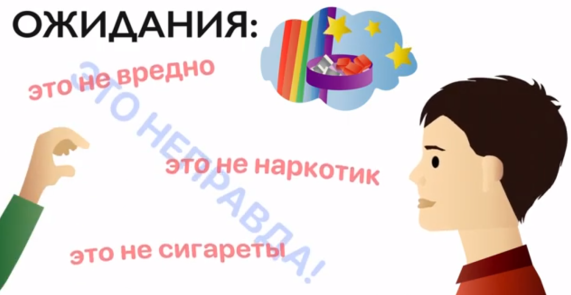 ОЖИДАНИЯ:
это не вредно
ЭТО НЕПРАВДА!
это не наркотик
это не сигареты